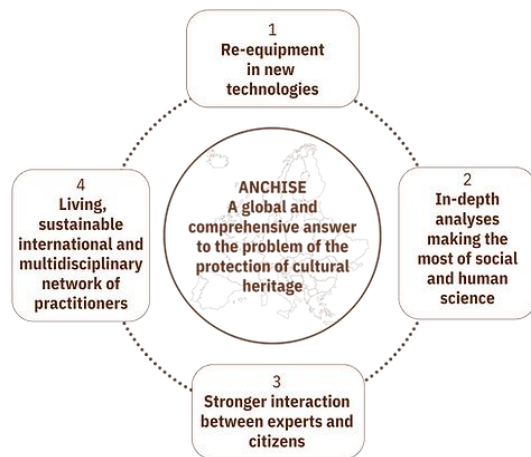 1
Re-equipment
in new
technologies
ANCHISE
A global and
comprehensive answer
to the problem of the
protection of cultural
heritage
2
In-depth
analyses
making the
most of social
and human
science
3
Stronger interaction
between experts and
citizens
4
Living,
sustainable
international and
multidisciplinary
network of
practitioners